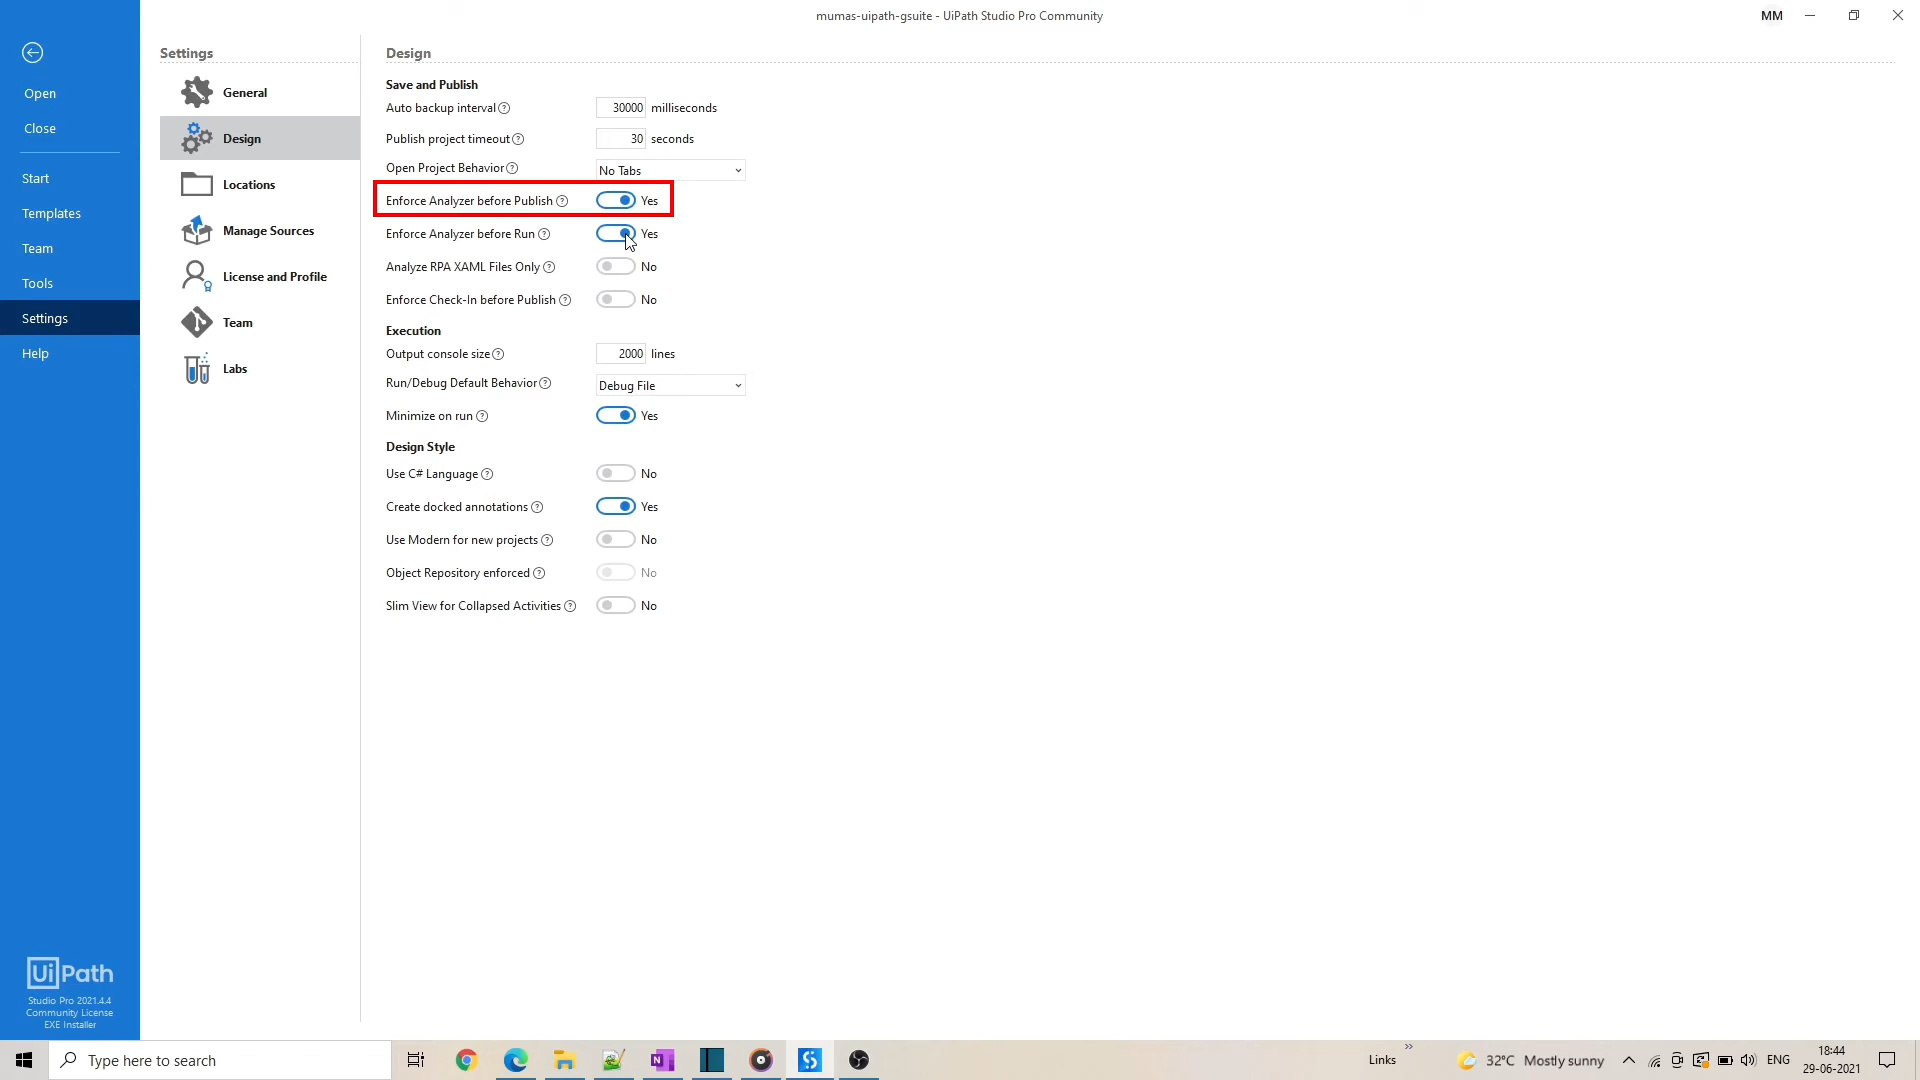 mumas-uipath-gsuite - UiPath Studio Pro Community
MM
Open
Close
Start
Templates
Team
Tools
Settings
Help
UiPath
Studio Pro 2021.4.4
Community License
EXE Installer
Settings
General
Design
Locations
Manage Sources
License and Profile
Team
Labs
Design
Save and Publish
Auto backup interval ? 30000 milliseconds
Publish project timeout ? 30 seconds
Open Project Behavior ? No Tabs
Enforce Analyzer before Publish ? Yes
Enforce Analyzer before Run ? Yes
Analyze RPA XAML Files Only ? No
Enforce Check-In before Publish ? No
Execution
Output console size ? 2000 lines
Run/Debug Default Behavior ? Debug File
Minimize on run ? Yes
Design Style
Use C# Language ? No
Create docked annotations ? Yes
Use Modern for new projects ? No
Object Repository enforced ? No
Slim View for Collapsed Activities ? No
Type here to search
Links
32°C Mostly sunny
ENG
18:44
29-06-2021